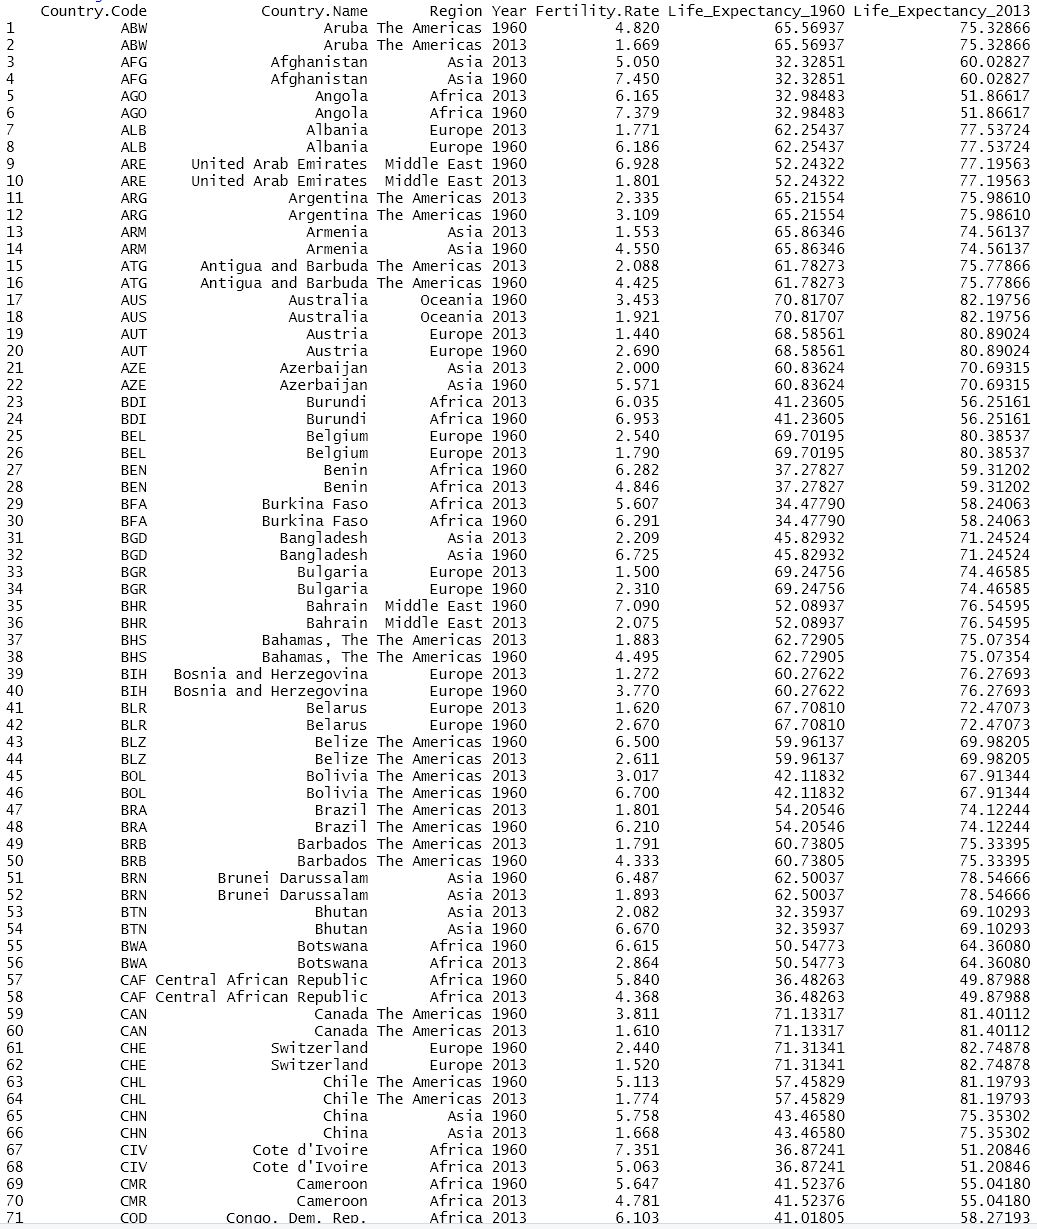 Country.Code Country.Name Region Year Fertility.Rate Life_Expectancy_1960 Life_Expectancy_2013
1 ABW Aruba The Americas 1960 4.820 65.56937 75.32866
2 ABW Aruba The Americas 2013 1.669 65.56937 75.32866
3 AFG Afghanistan Asia 2013 5.050 32.32851 60.02827
4 AFG Afghanistan Asia 1960 7.450 32.32851 60.02827
5 AGO Angola Africa 2013 6.165 32.98483 51.86617
6 AGO Angola Africa 1960 7.379 32.98483 51.86617
7 ALB Albania Europe 2013 1.771 62.25437 77.53724
8 ALB Albania Europe 1960 6.186 62.25437 77.53724
9 ARE United Arab Emirates Middle East 1960 6.928 52.24322 77.19563
10 ARE United Arab Emirates Middle East 2013 1.801 52.24322 77.19563
11 ARG Argentina The Americas 2013 2.335 65.21554 75.98610
12 ARG Argentina The Americas 1960 3.109 65.21554 75.98610
13 ARM Armenia Asia 2013 1.553 65.86346 74.56137
14 ARM Armenia Asia 1960 4.550 65.86346 74.56137
15 ATG Antigua and Barbuda The Americas 2013 2.088 61.78273 75.77866
16 ATG Antigua and Barbuda The Americas 1960 4.425 61.78273 75.77866
17 AUS Australia Oceania 1960 3.453 70.81707 82.19756
18 AUS Australia Oceania 2013 1.921 70.81707 82.19756
19 AUT Austria Europe 2013 1.440 68.58561 80.89024
20 AUT Austria Europe 1960 2.690 68.58561 80.89024
21 AZE Azerbaijan Asia 2013 2.000 60.83624 70.69315
22 AZE Azerbaijan Asia 1960 5.571 60.83624 70.69315
23 BDI Burundi Africa 2013 6.035 41.23605 56.25161
24 BDI Burundi Africa 1960 6.953 41.23605 56.25161
25 BEL Belgium Europe 1960 2.540 69.70195 80.38537
26 BEL Belgium Europe 2013 1.790 69.70195 80.38537
27 BEN Benin Africa 1960 6.282 37.27827 59.31202
28 BEN Benin Africa 2013 4.846 37.27827 59.31202
29 BFA Burkina Faso Africa 2013 5.607 34.47790 58.24063
30 BFA Burkina Faso Africa 1960 6.291 34.47790 58.24063
31 BGD Bangladesh Asia 2013 2.209 45.82932 71.24524
32 BGD Bangladesh Asia 1960 6.725 45.82932 71.24524
33 BGR Bulgaria Europe 2013 1.500 69.24756 74.46585
34 BGR Bulgaria Europe 1960 2.310 69.24756 74.46585
35 BHR Bahrain Middle East 1960 7.090 52.08937 76.54595
36 BHR Bahrain Middle East 2013 2.075 52.08937 76.54595
37 BHS Bahamas, The The Americas 2013 1.883 62.72905 75.07354
38 BHS Bahamas, The The Americas 1960 4.495 62.72905 75.07354
39 BIH Bosnia and Herzegovina Europe 2013 1.272 60.27622 76.27693
40 BIH Bosnia and Herzegovina Europe 1960 3.770 60.27622 76.27693
41 BLR Belarus Europe 2013 1.620 67.70810 72.47073
42 BLR Belarus Europe 1960 2.670 67.70810 72.47073
43 BLZ Belize The Americas 1960 6.500 59.96137 69.98205
44 BLZ Belize The Americas 2013 2.611 59.96137 69.98205
45 BOL Bolivia The Americas 2013 3.017 42.11832 67.91344
46 BOL Bolivia The Americas 1960 6.700 42.11832 67.91344
47 BRA Brazil The Americas 2013 1.801 54.20546 74.12244
48 BRA Brazil The Americas 1960 6.210 54.20546 74.12244
49 BRB Barbados The Americas 2013 1.791 60.73805 75.33395
50 BRB Barbados The Americas 1960 4.333 60.73805 75.33395
51 BRN Brunei Darussalam Asia 1960 6.487 62.50037 78.54666
52 BRN Brunei Darussalam Asia 2013 1.893 62.50037 78.54666
53 BTN Bhutan Asia 2013 2.082 32.35937 69.10293
54 BTN Bhutan Asia 1960 6.670 32.35937 69.10293
55 BWA Botswana Africa 1960 6.615 50.54773 64.36080
56 BWA Botswana Africa 2013 2.864 50.54773 64.36080
57 CAF Central African Republic Africa 1960 5.840 36.48263 49.87988
58 CAF Central African Republic Africa 2013 4.368 36.48263 49.87988
59 CAN Canada The Americas 1960 3.811 71.13317 81.40112
60 CAN Canada The Americas 2013 1.610 71.13317 81.40112
61 CHE Switzerland Europe 1960 2.440 71.31341 82.74878
62 CHE Switzerland Europe 2013 1.520 71.31341 82.74878
63 CHL Chile The Americas 1960 5.113 57.45829 81.19793
64 CHL Chile The Americas 2013 1.774 57.45829 81.19793
65 CHN China Asia 1960 5.758 43.46580 75.35302
66 CHN China Asia 2013 1.668 43.46580 75.35302
67 CIV Cote d'Ivoire Africa 1960 7.351 36.87241 51.20846
68 CIV Cote d'Ivoire Africa 2013 5.063 36.87241 51.20846
69 CMR Cameroon Africa 1960 5.647 41.52376 55.04180
70 CMR Cameroon Africa 2013 4.781 41.52376 55.04180
71 COD Congo, Dem. Rep. Africa 2013 6.103 41.01805 58.27193